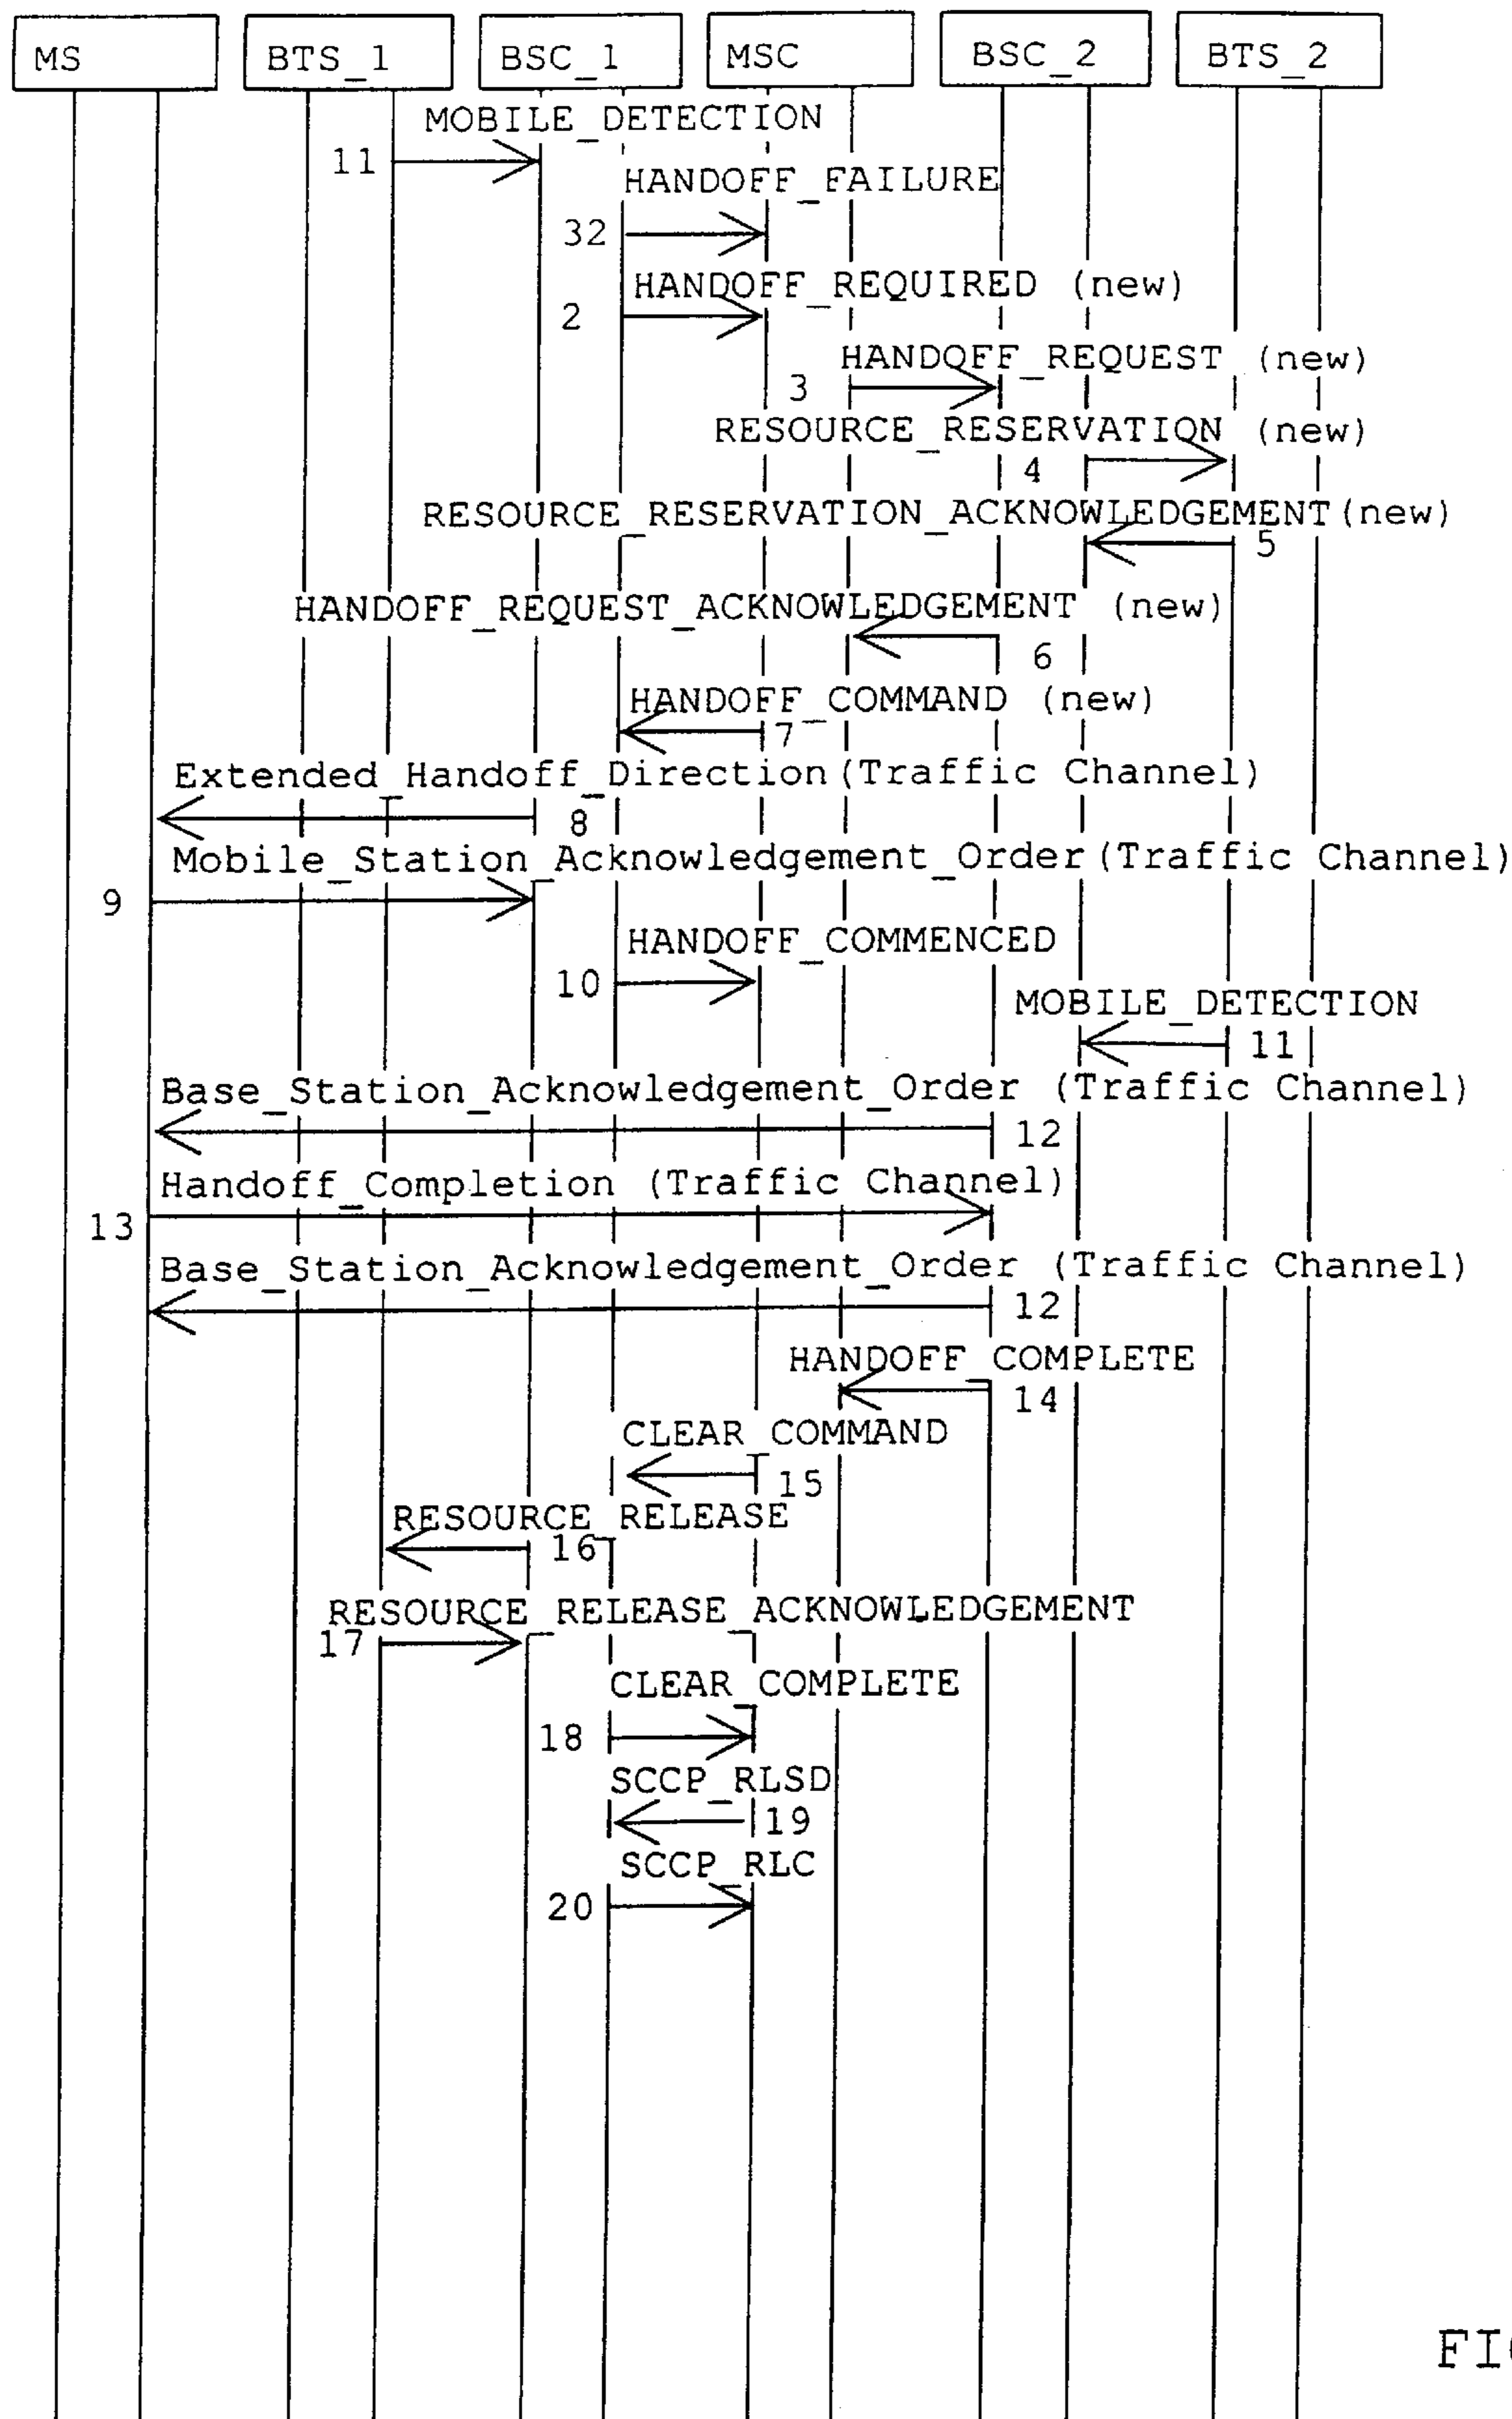 MS BTS_1 BSC_1 MSC BSC_2 BTS_2
MOBILE_DETECTION
11
HANDOFF_FAILURE
32
HANDOFF_REQUIRED (new)
2
HANDOFF_REQUEST (new)
3
RESOURCE_RESERVATION (new)
4
RESOURCE_RESERVATION_ACKNOWLEDGEMENT (new)
5
HANDOFF_REQUEST_ACKNOWLEDGEMENT (new)
6
HANDOFF_COMMAND (new)
7
Extended_Handoff_Direction (Traffic Channel)
8
Mobile_Station_Acknowledgement_Order (Traffic Channel)
9
HANDOFF_COMMENCED
10
MOBILE_DETECTION
11
Base_Station_Acknowledgement_Order (Traffic Channel)
12
Handoff_Completion (Traffic Channel)
13
Base_Station_Acknowledgement_Order (Traffic Channel)
12
HANDOFF_COMPLETE
14
CLEAR_COMMAND
15
RESOURCE_RELEASE
16
RESOURCE_RELEASE_ACKNOWLEDGEMENT
17
CLEAR_COMPLETE
18
SCCP_RLSD
19
SCCP_RLC
20